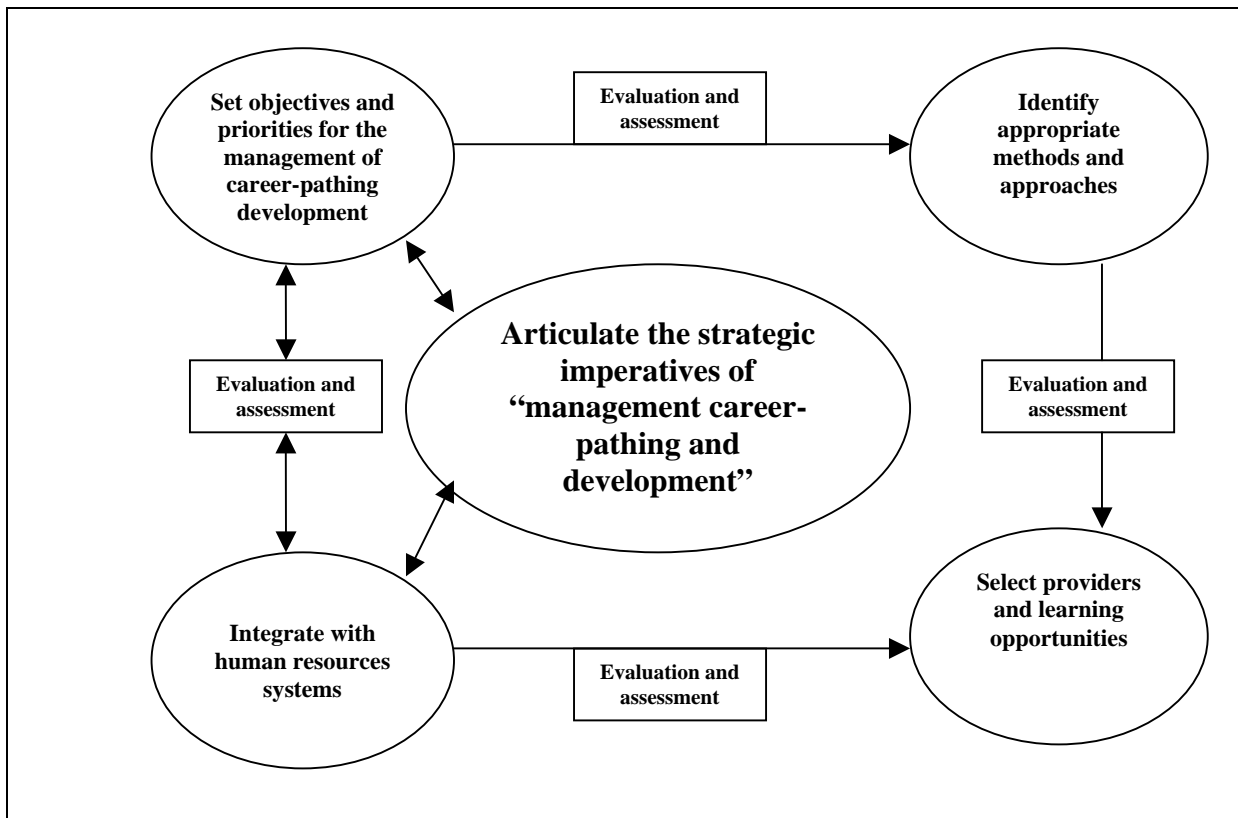 Set objectives and
priorities for the
management of
career-pathing
development
Evaluation and
assessment
Identify
appropriate
methods and
approaches
Articulate the strategic
imperatives of
“management career-
pathing and
development”
Evaluation and
assessment
Evaluation and
assessment
Integrate with
human resources
systems
Evaluation and
assessment
Select providers
and learning
opportunities